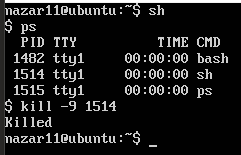 nazar11@ubuntu:~$ sh
$ ps
PID TTY TIME CMD
1482 tty1 00:00:00 bash
1514 tty1 00:00:00 sh
1515 tty1 00:00:00 ps
$ kill -9 1514
Killed
nazar11@ubuntu:~$ _